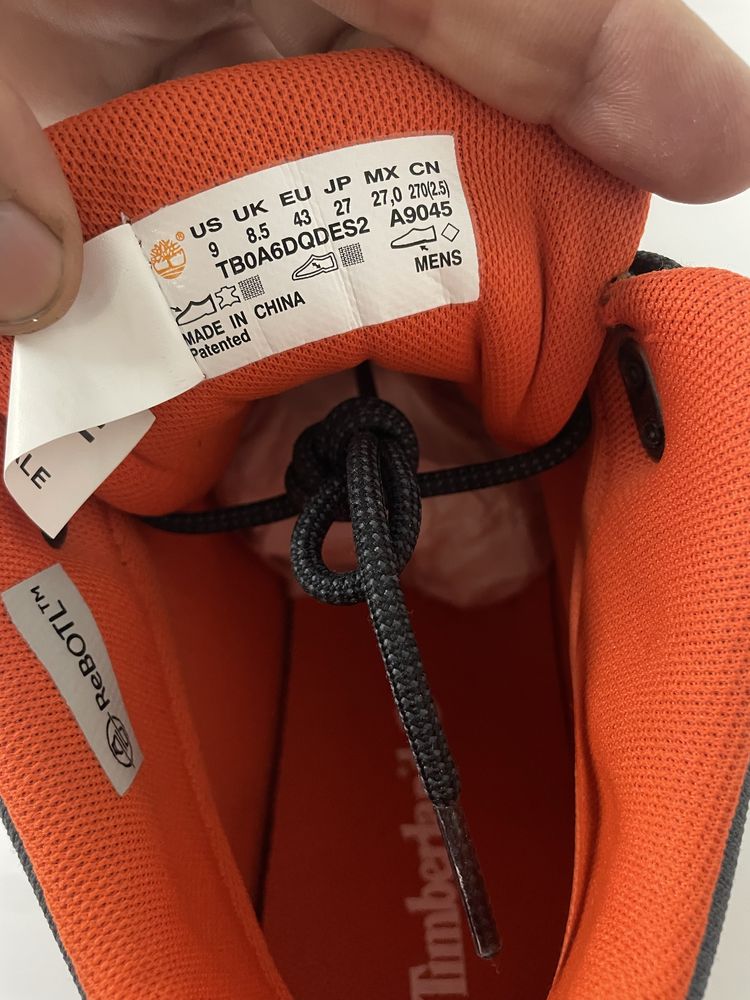 US UK EU JP MX CN
9 8.5 43 27 27,0 270(2.5)
TB0A6DQDES2 A9045
MENS
MADE IN CHINA
Patented
®
LE
ReBOTL™
Timberland